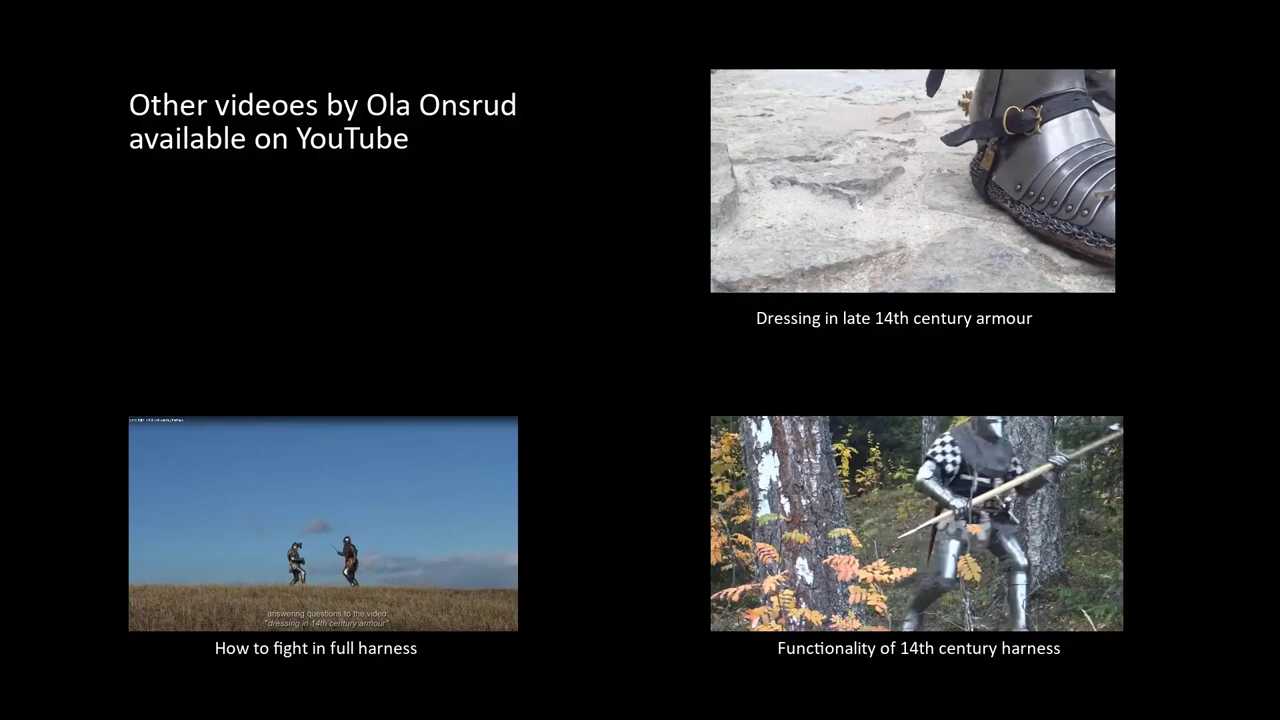 Other videoes by Ola Onsrud
available on YouTube
Dressing in late 14th century armour
answering questions to the video:
"dressing in 14th century armour"
How to fight in full harness
Functionality of 14th century harness